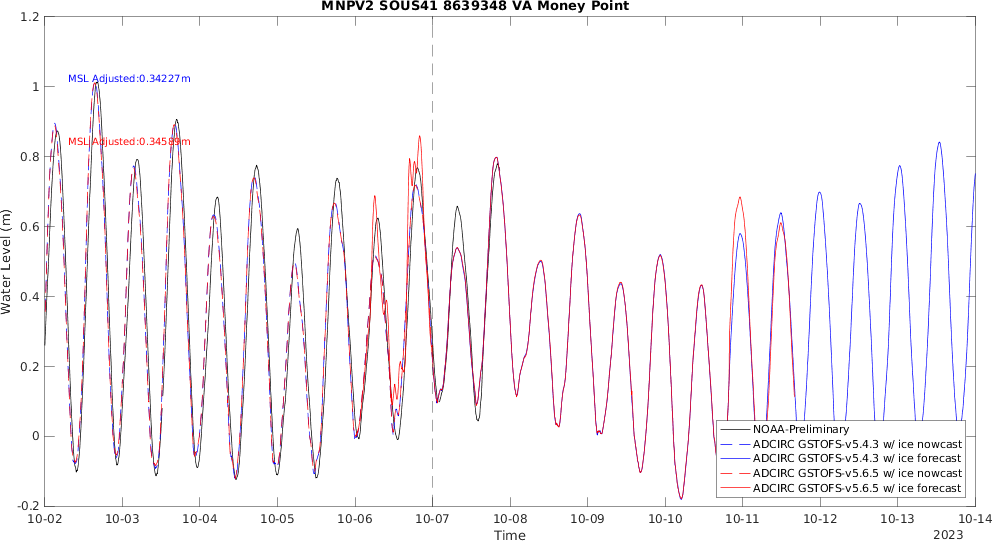 MNPV2 SOUS41 8639348 VA Money Point
1.2
1
0.8
0.6
0.4
0.2
0
-0.2
Water Level (m)
MSL Adjusted:0.34227m
MSL Adjusted:0.34589m
NOAA-Preliminary
ADCIRC GSTOFS-v5.4.3 w/ ice nowcast
ADCIRC GSTOFS-v5.4.3 w/ ice forecast
ADCIRC GSTOFS-v5.6.5 w/ ice nowcast
ADCIRC GSTOFS-v5.6.5 w/ ice forecast
10-02 10-03 10-04 10-05 10-06 10-07 10-08 10-09 10-10 10-11 10-12 10-13 10-14
Time
2023